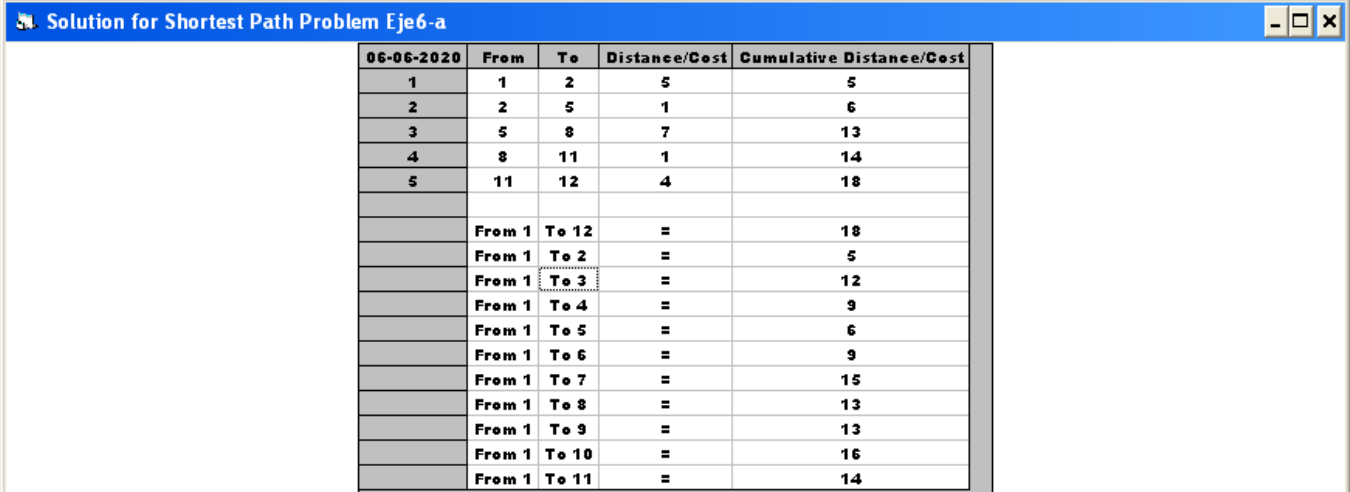 Solution for Shortest Path Problem Eje6-a
06-06-2020 From To Distance/Cost Cumulative Distance/Cost
1 1 2 5 5
2 2 5 1 6
3 5 8 7 13
4 8 11 1 14
5 11 12 4 18
From 1 To 12 = 18
From 1 To 2 = 5
From 1 To 3 = 12
From 1 To 4 = 9
From 1 To 5 = 6
From 1 To 6 = 9
From 1 To 7 = 15
From 1 To 8 = 13
From 1 To 9 = 13
From 1 To 10 = 16
From 1 To 11 = 14